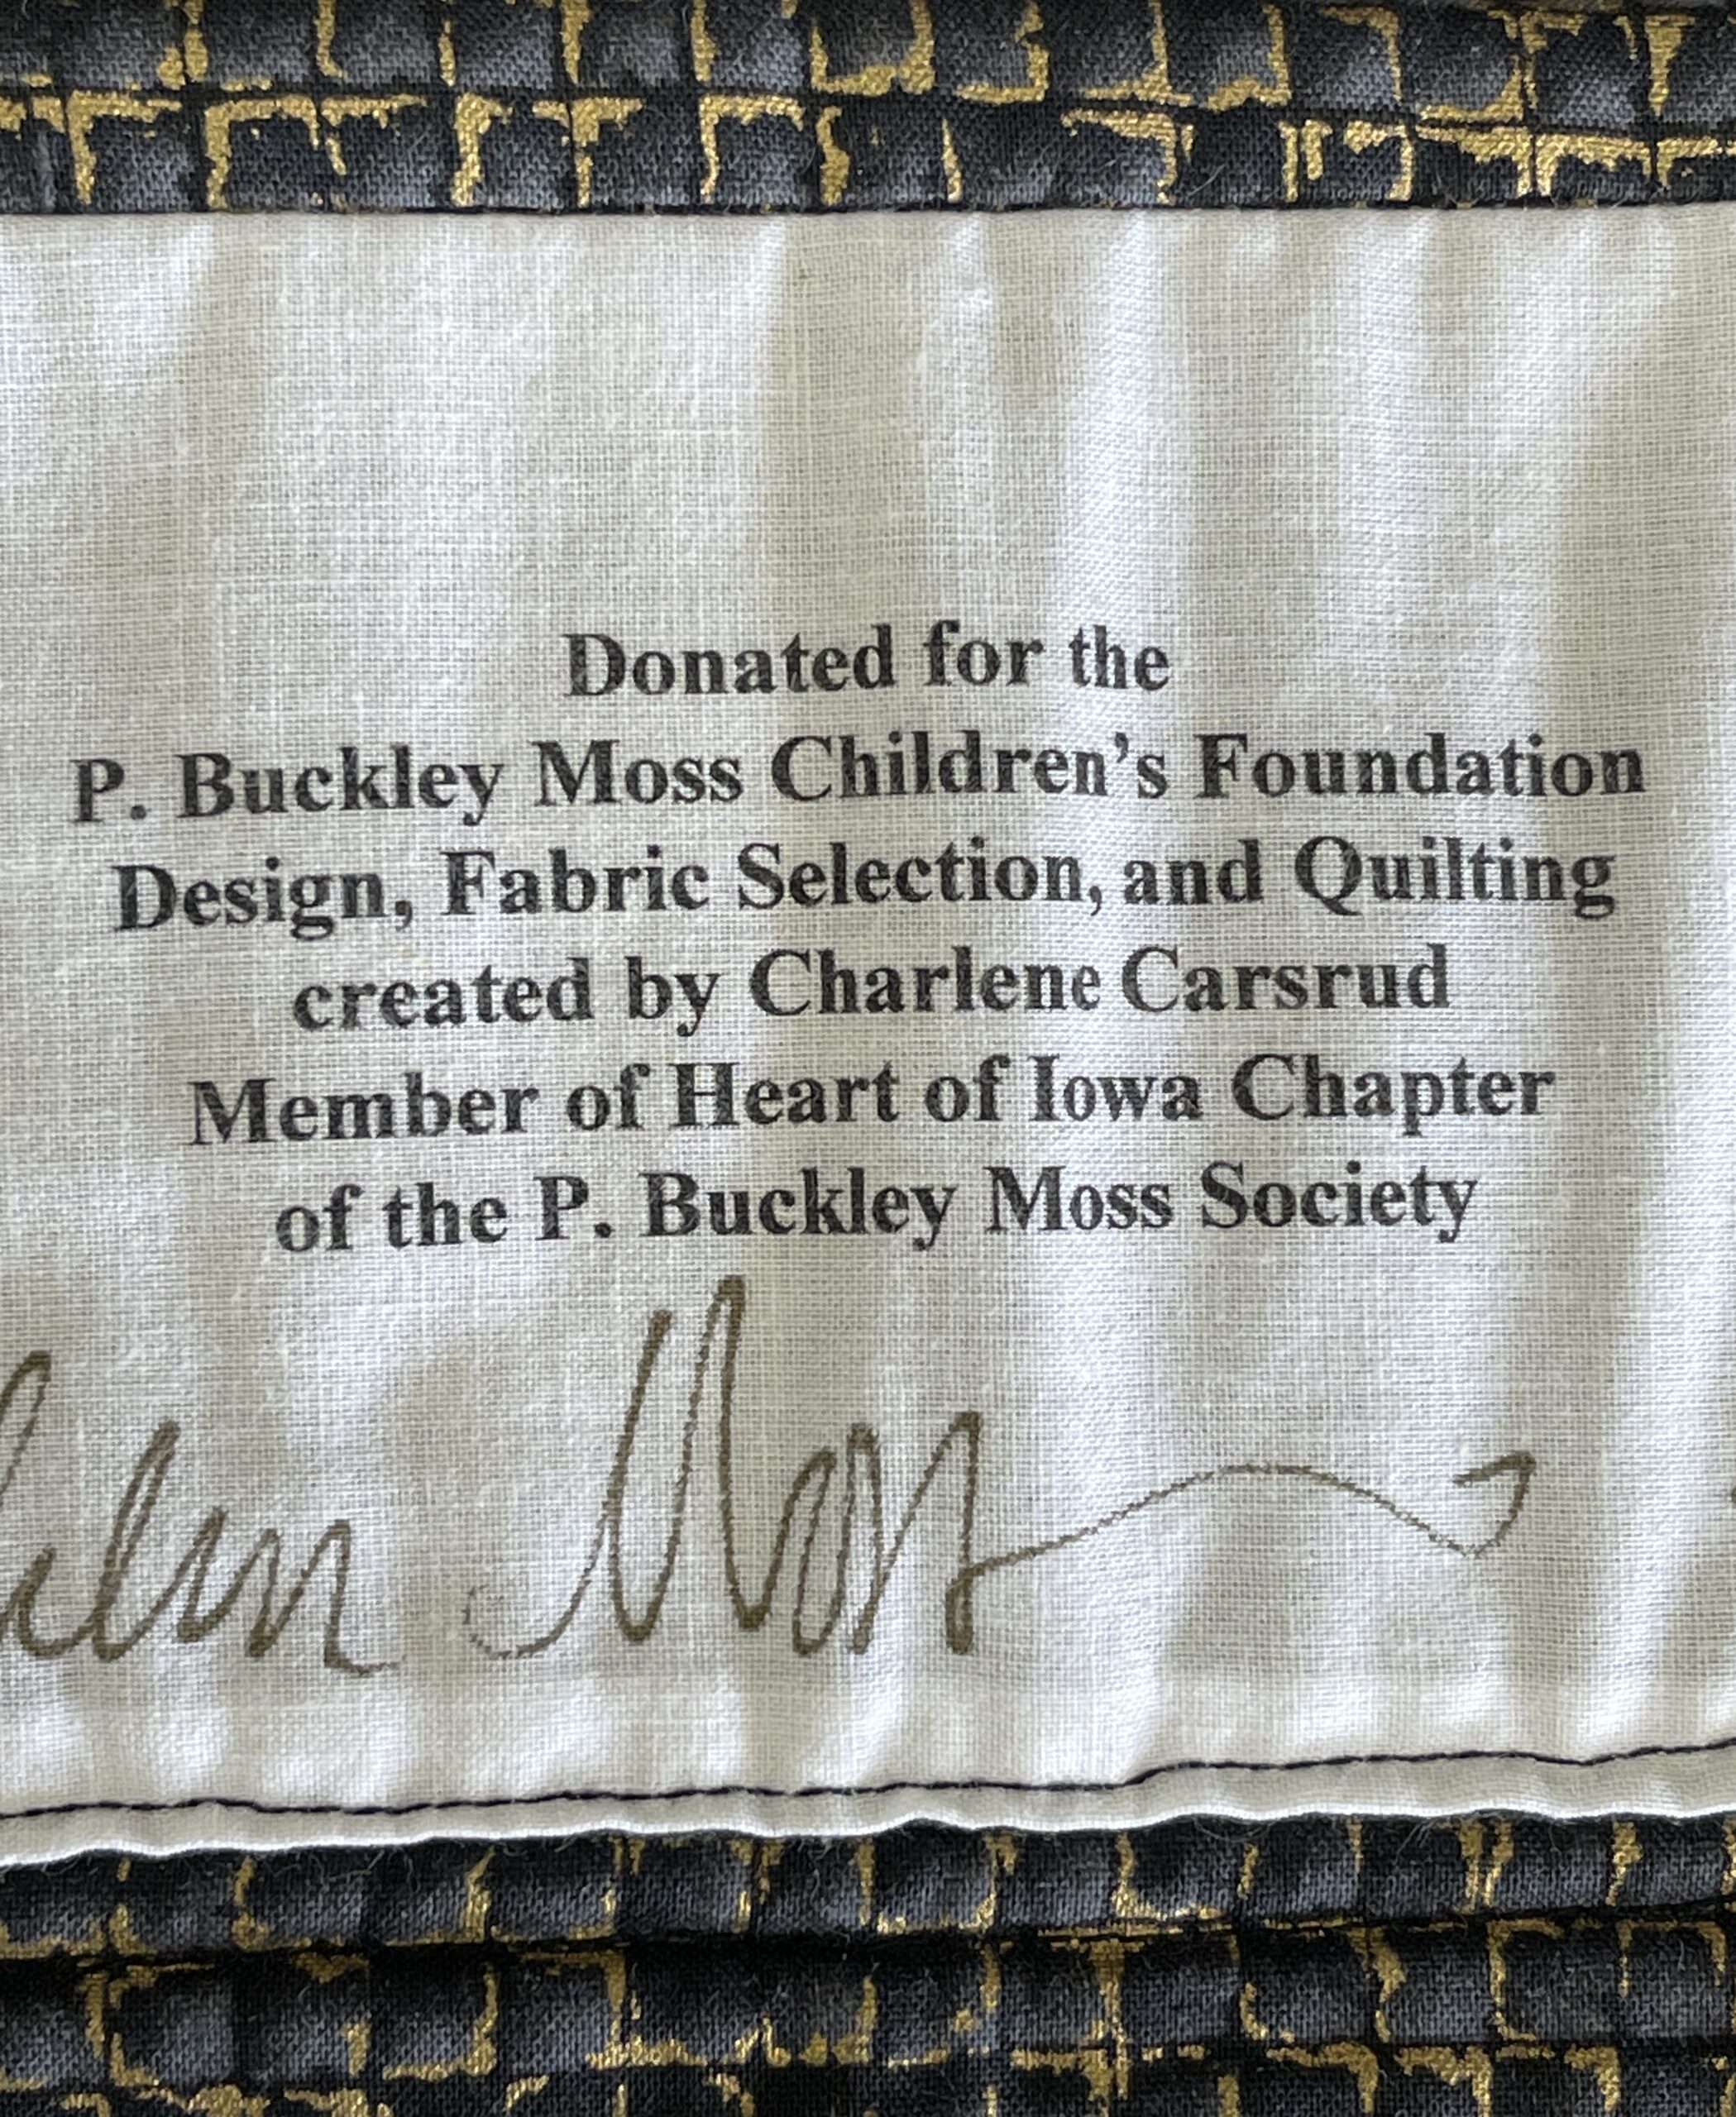 Donated for the
P. Buckley Moss Children's Foundation
Design, Fabric Selection, and Quilting
created by Charlene Carsrud
Member of Heart of Iowa Chapter
of the P. Buckley Moss Society
Moss